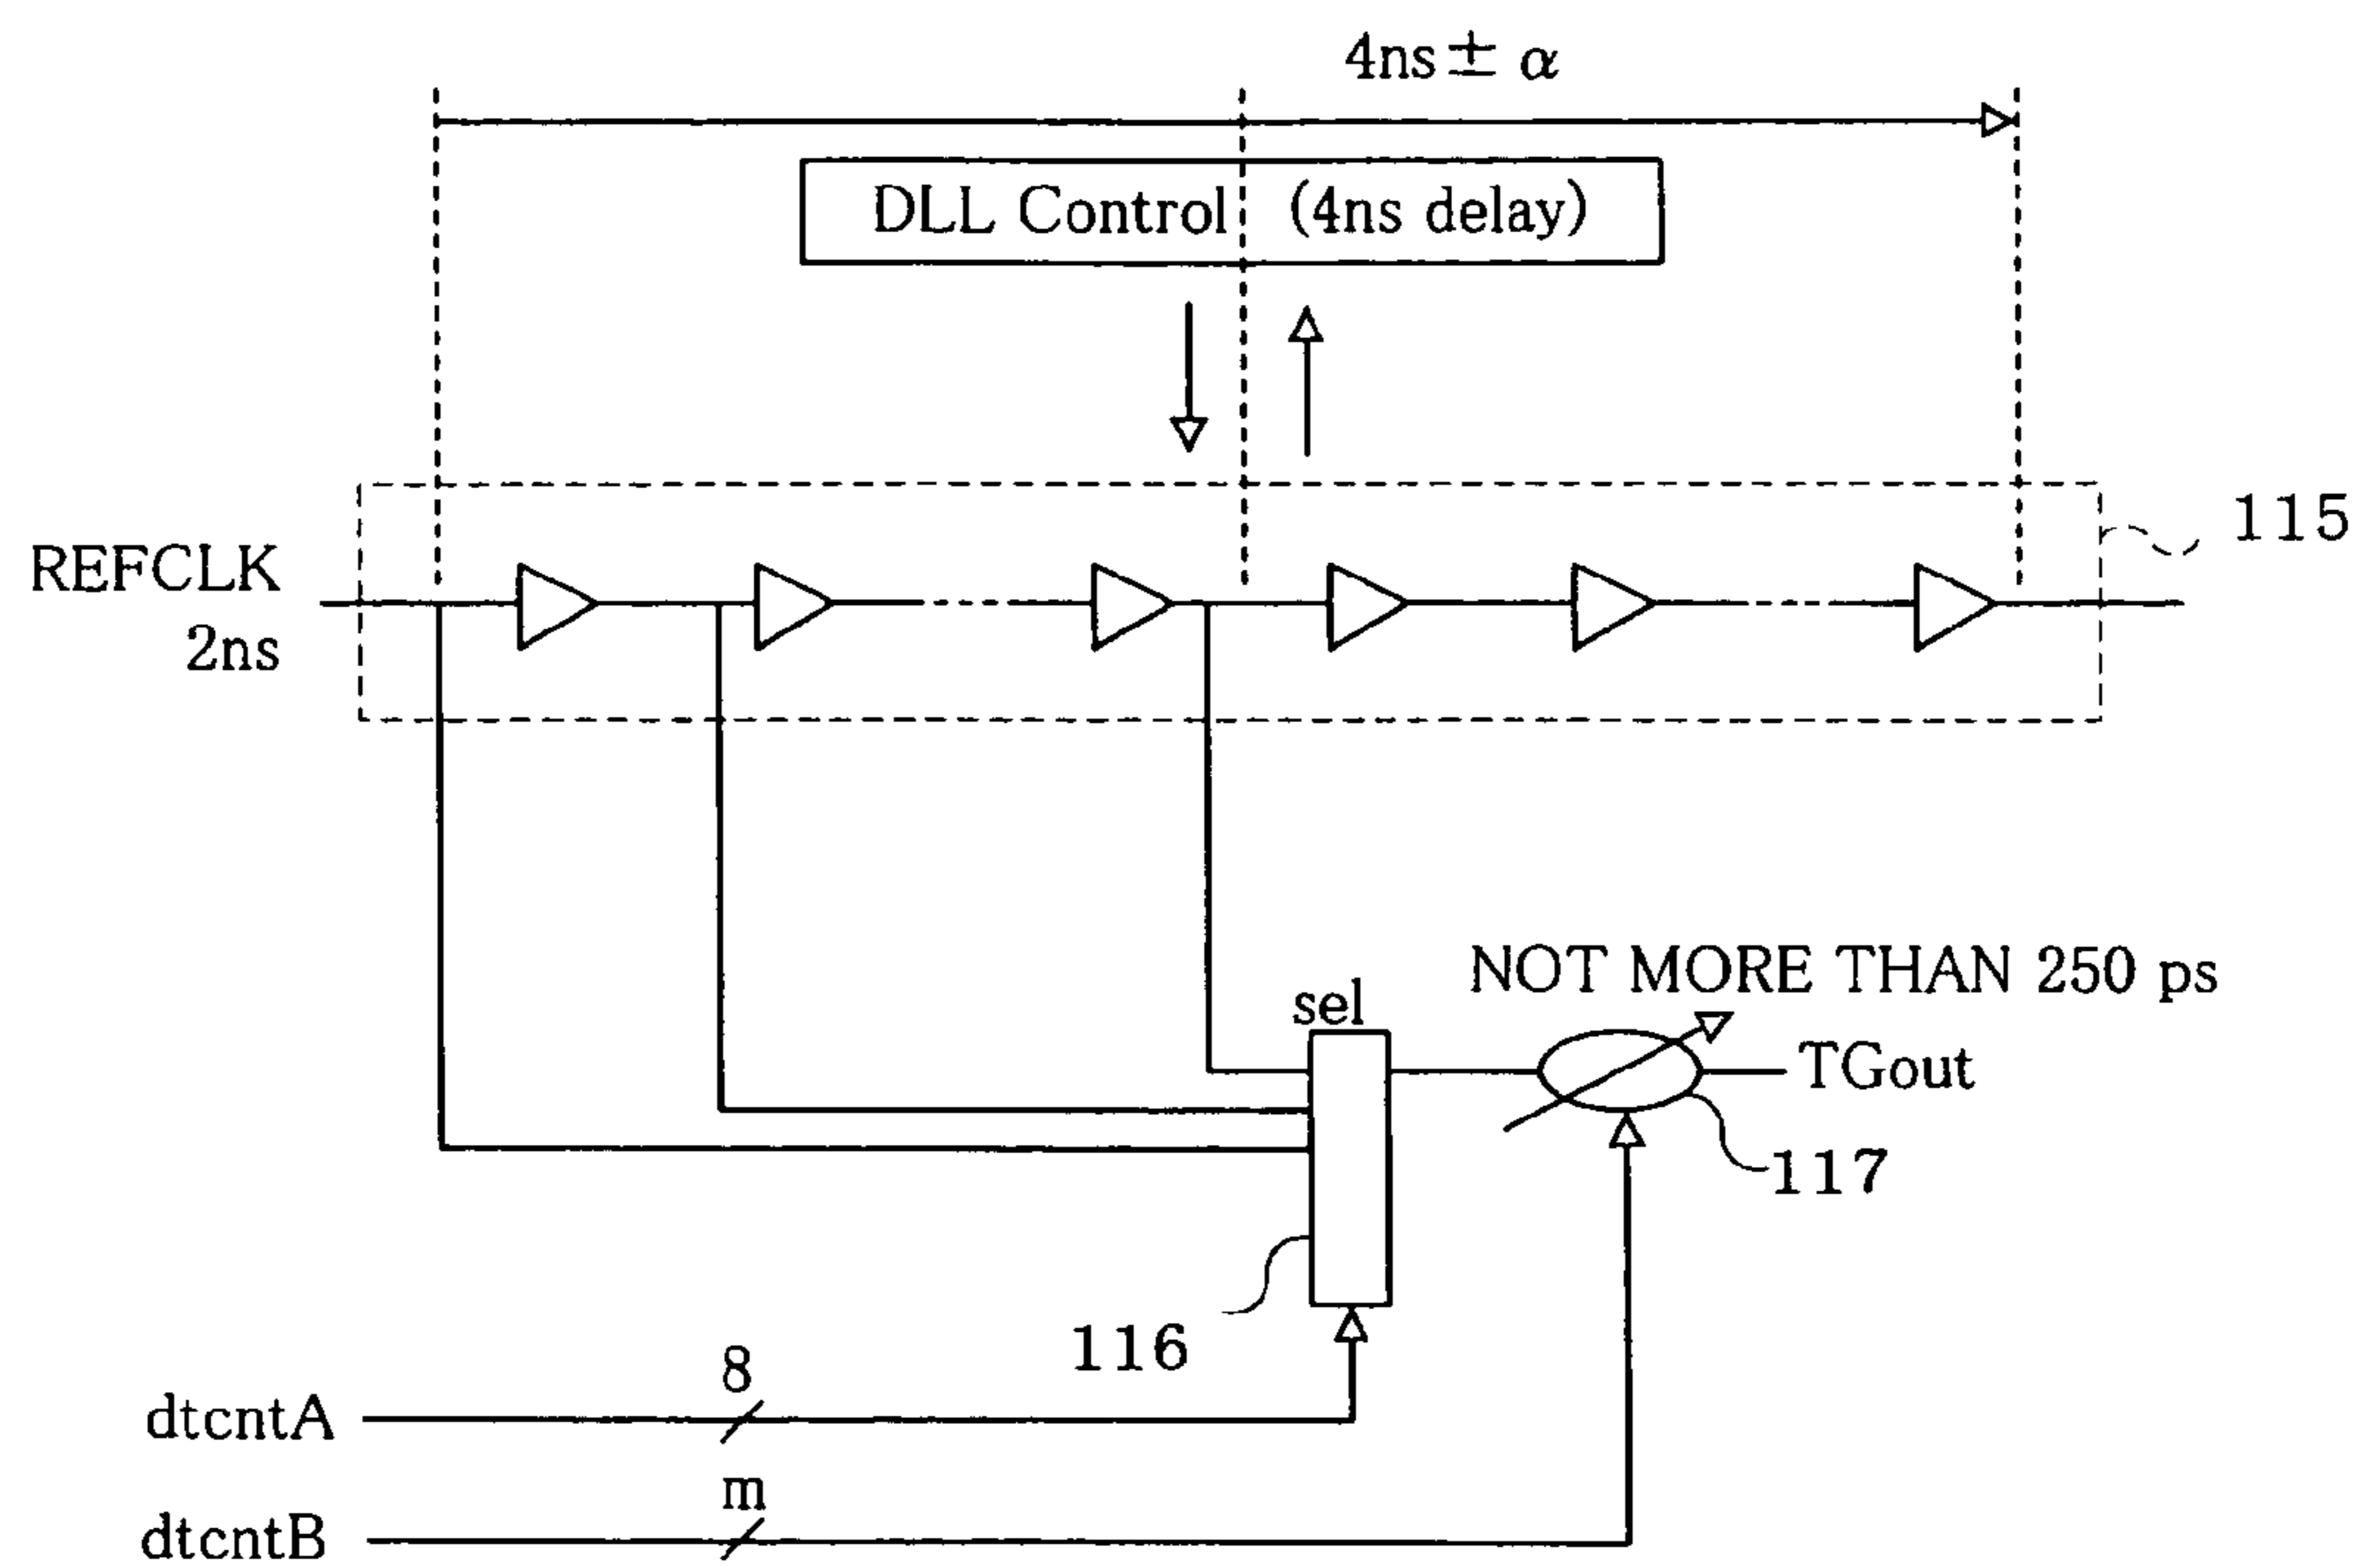 4ns ± α
DLL Control (4ns delay)
115
REFCLK
2ns
NOT MORE THAN 250 ps
sel
TGout
117
116
8
dtcntA
m
dtcntB